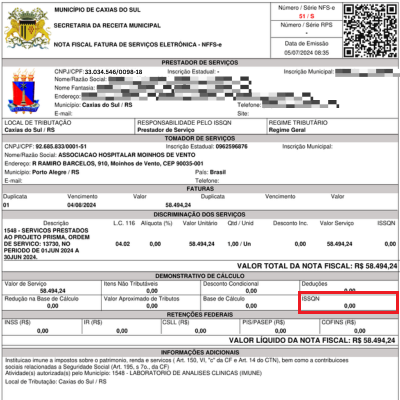 MUNICÍPIO DE CAXIAS DO SUL
SECRETARIA DA RECEITA MUNICIPAL
NOTA FISCAL FATURA DE SERVIÇOS ELETRÔNICA - NFFS-e
Número / Série NFS-e
51 / S
Número / Série RPS
-
Data de Emissão
05/07/2024 08:35
PRESTADOR DE SERVIÇOS
CNPJ/CPF: 33.034.546/0098-18 Inscrição Estadual: - Inscrição Municipal:
Nome/Razão Social:
Nome Fantasia:
Endereço:
Município: Caxias do Sul / RS Telefone:
E-mail: Site:
LOCAL DE TRIBUTAÇÃO RESPONSABILIDADE PELO ISSQN REGIME TRIBUTÁRIO
Caxias do Sul / RS Prestador de Serviço Regime Geral
TOMADOR DE SERVIÇOS
CNPJ/CPF: 92.685.833/0001-51 Inscrição Estadual: 0962596876
Nome/Razão Social: ASSOCIACAO HOSPITALAR MOINHOS DE VENTO
Endereço: R RAMIRO BARCELOS, 910, Moinhos de Vento, CEP 90035-001
Município: Porto Alegre / RS País: Brasil
E-mail: Telefone:
FATURAS
Duplicata Vencimento Valor Duplicata Vencimento Valor
01 04/08/2024 58.494,24
DISCRIMINAÇÃO DOS SERVIÇOS
Descrição L.C. 116 Alíquota (%) Valor Unitário Qtd / Unid Desconto Inc. Valor Serviço ISSQN
1548 - SERVIÇOS PRESTADOS
AO PROJETO PRISMA, ORDEM
DE SERVICO: 13730, NO
PERIODO DE 01JUN 2024 A
30JUN 2024.
04.02 0,00 58.494,24 1,00 / Un 0,00 58.494,24 0,00
VALOR TOTAL DA NOTA FISCAL: R$ 58.494,24
DEMONSTRATIVO DE CÁLCULO
Valor de Serviço Itens Não Tributáveis Desconto Condicional Deduções
58.494,24 0,00 0,00 0,00
Redução na Base de Cálculo Valor Aproximado de Tributos Base de Cálculo ISSQN
0,00 0,00 0,00 0,00
RETENÇÕES FEDERAIS
INSS (R$) IR (R$) CSLL (R$) PIS/PASEP (R$) COFINS (R$)
0,00 0,00 0,00 0,00 0,00
VALOR LÍQUIDO DA NOTA FISCAL: R$ 58.494,24
INFORMAÇÕES ADICIONAIS
Instituicao imune a impostos sobre o patrimonio, renda e servicos ( Art. 150, VI, "c" da CF e Art. 14 do CTN), bem como a contribuicoes
sociais relacionadas a Seguridade Social (Art. 195, s 7o., da CF)
Atividade(s) autorizada(s) pelo Município: 1548 - LABORATORIO DE ANALISES CLINICAS (IMUNE)
Local de Tributação: Caxias do Sul / RS